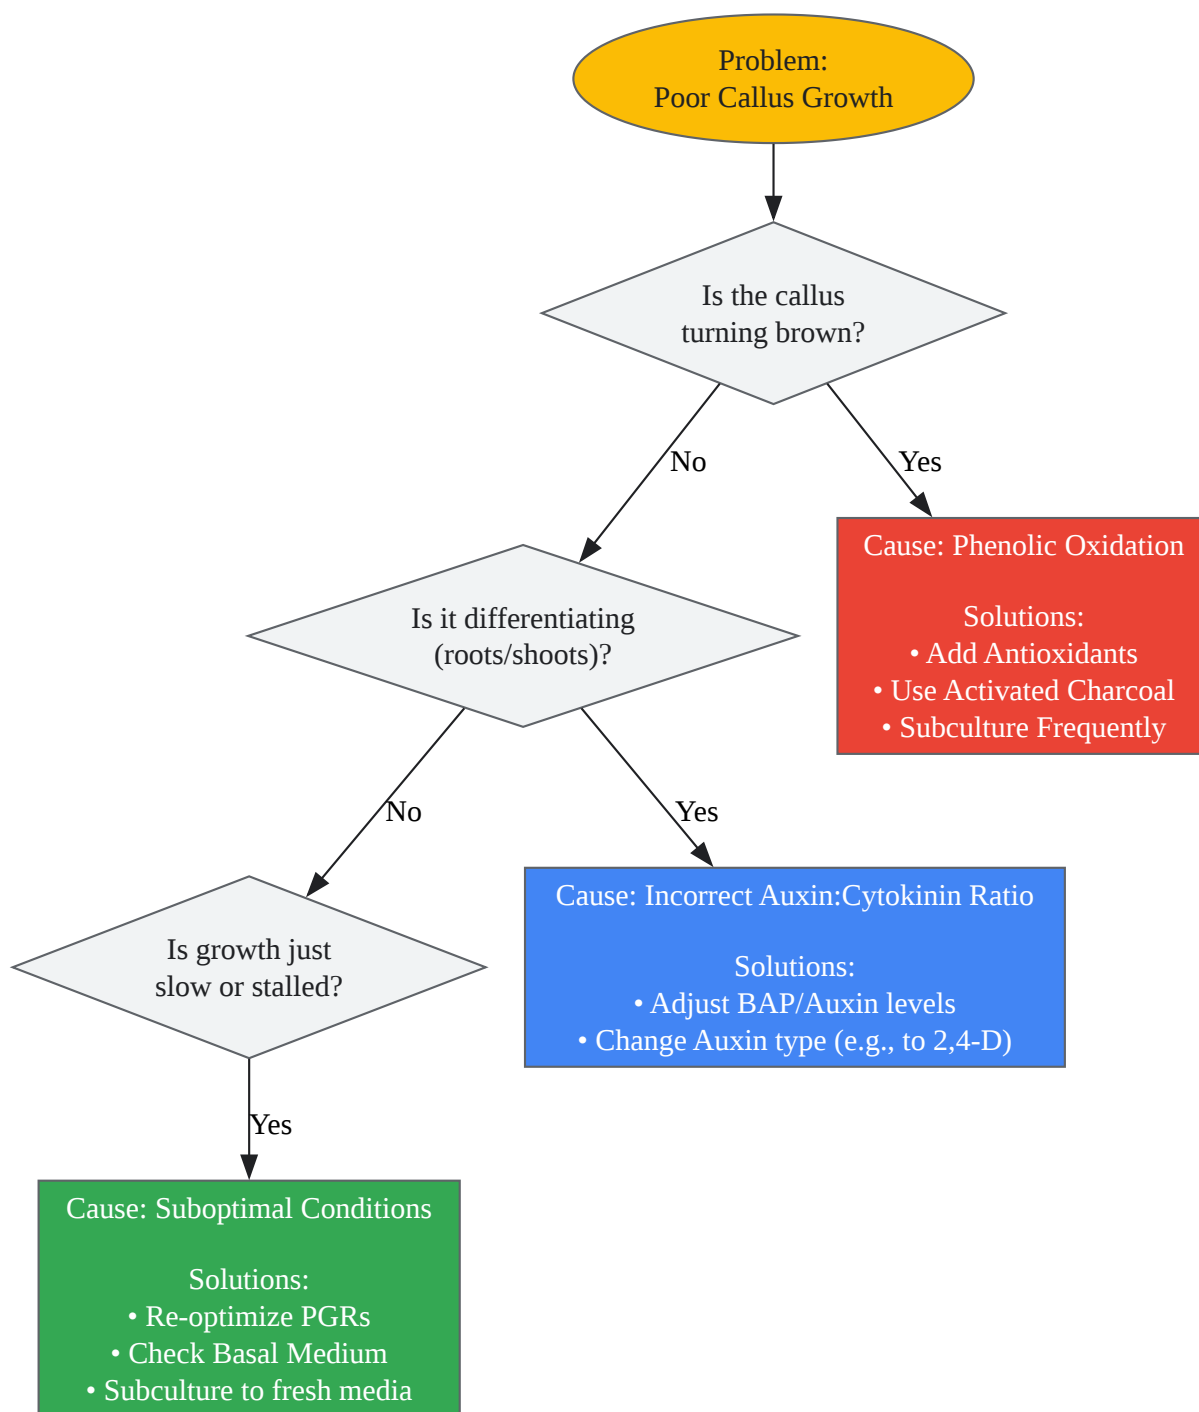 Problem:
Poor Callus Growth
Is the callus
turning brown?
No
Yes
Cause: Phenolic Oxidation
Solutions:
• Add Antioxidants
• Use Activated Charcoal
• Subculture Frequently
Is it differentiating
(roots/shoots)?
No
Yes
Cause: Incorrect Auxin:Cytokinin Ratio
Solutions:
• Adjust BAP/Auxin levels
• Change Auxin type (e.g., to 2,4-D)
Is growth just
slow or stalled?
Yes
Cause: Suboptimal Conditions
Solutions:
• Re-optimize PGRs
• Check Basal Medium
• Subculture to fresh media